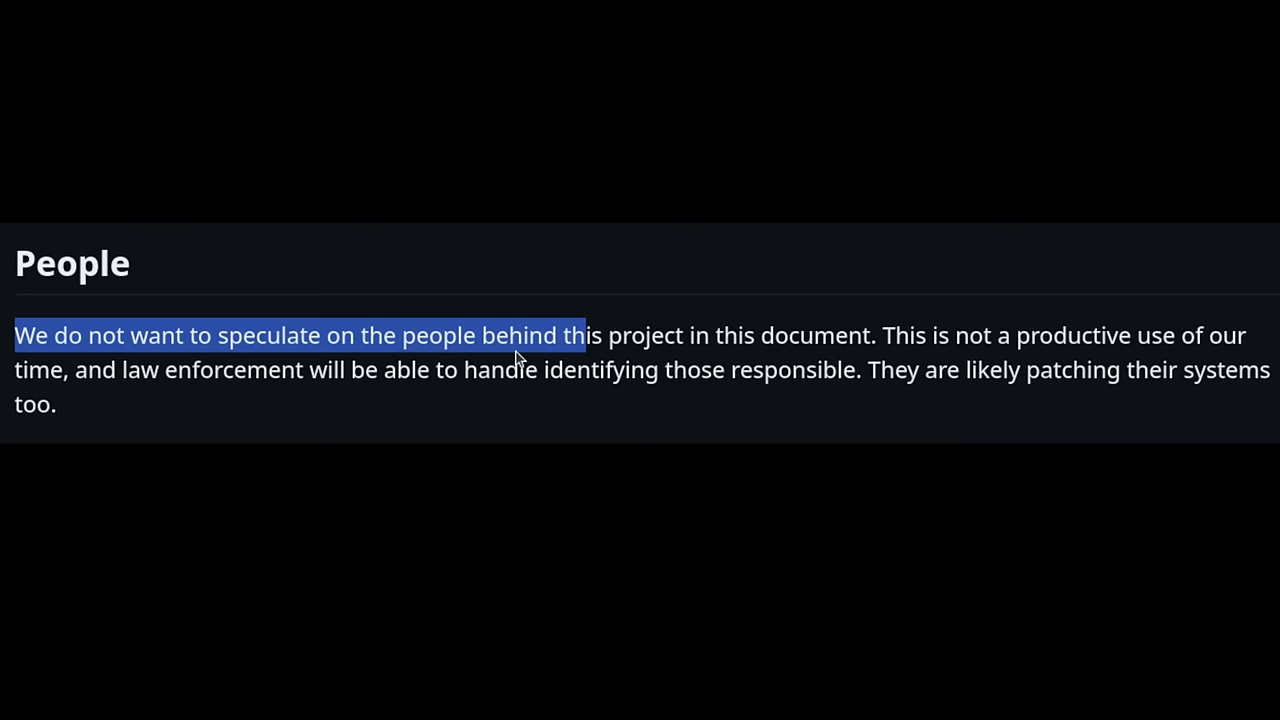 People
We do not want to speculate on the people behind this project in this document. This is not a productive use of our
time, and law enforcement will be able to handle identifying those responsible. They are likely patching their systems
too.